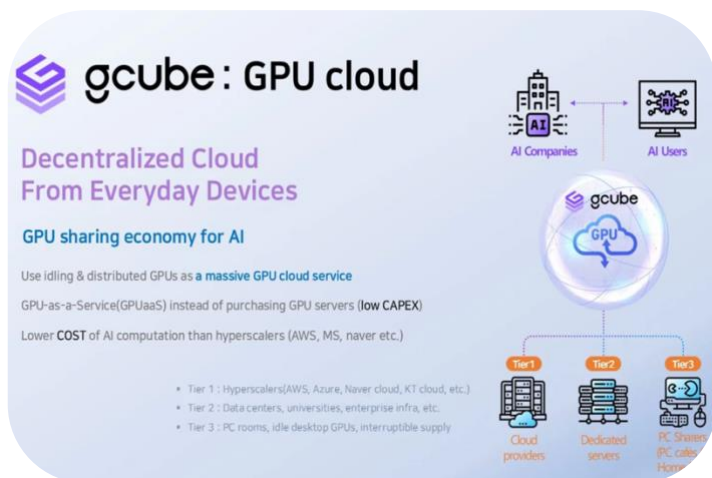 gcube : GPU cloud
Decentralized Cloud
From Everyday Devices
GPU sharing economy for AI
Use idling & distributed GPUs as a massive GPU cloud service
GPU-as-a-Service(GPUaaS) instead of purchasing GPU servers (low CAPEX)
Lower COST of AI computation than hyperscalers (AWS, MS, naver etc.)
• Tier 1 : Hyperscalers(AWS, Azure, Naver cloud, KT cloud, etc.)
• Tier 2 : Data centers, universities, enterprise infra, etc.
• Tier 3 : PC rooms, idle desktop GPUs, interruptible supply
AI
AI
AI Companies
AI Users
gcube
GPU
Tier1
Tier2
Tier3
Cloud
providers
Dedicated
servers
PC Sharers
(PC cafés
Home